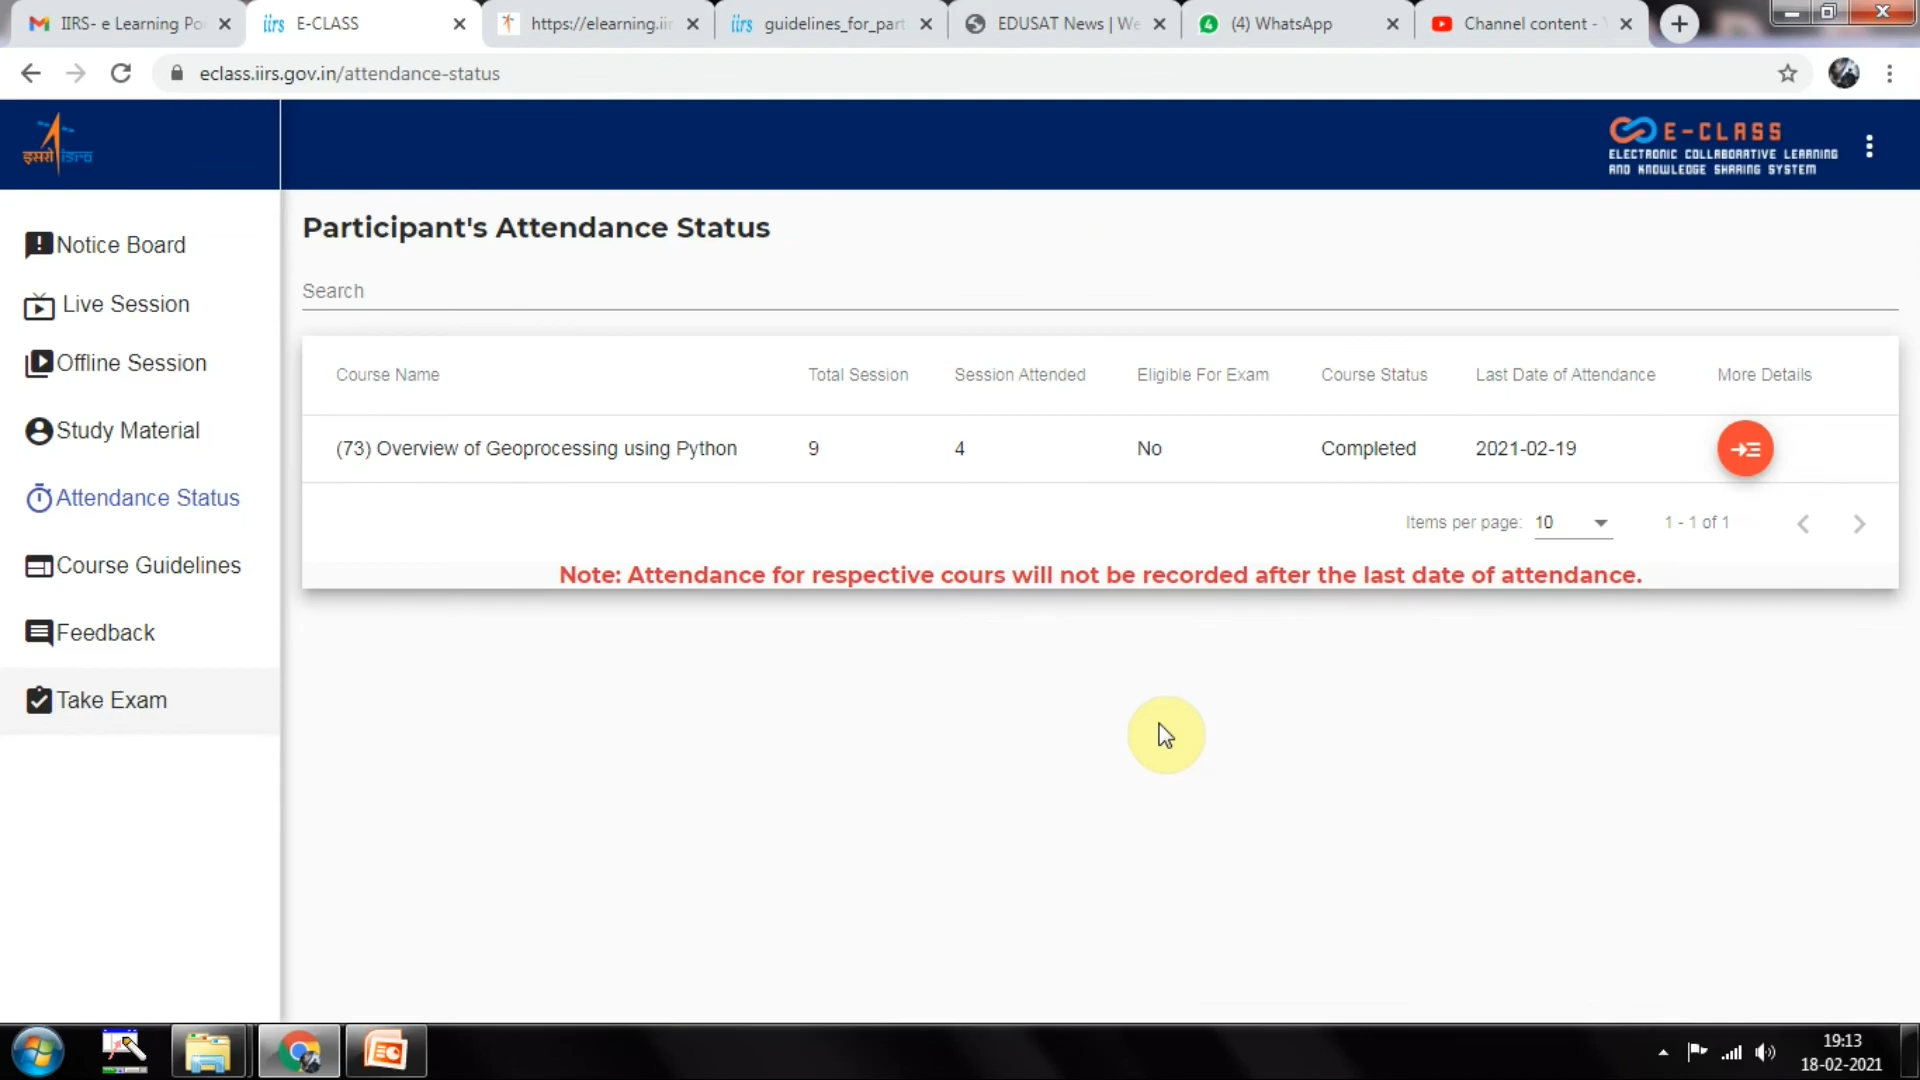 IIRS- e Learning Po
E-CLASS
https://elearning.iir
guidelines_for_part
EDUSAT News | We
(4) WhatsApp
Channel content -
eclass.iirs.gov.in/attendance-status
इसरो isro
E-CLASS
ELECTRONIC COLLABORATIVE LEARNING
AND KNOWLEDGE SHARING SYSTEM
Notice Board
Live Session
Offline Session
Study Material
Attendance Status
Course Guidelines
Feedback
Take Exam
Participant's Attendance Status
Search
Course Name Total Session Session Attended Eligible For Exam Course Status Last Date of Attendance More Details
(73) Overview of Geoprocessing using Python 9 4 No Completed 2021-02-19
Items per page: 10 1 - 1 of 1
Note: Attendance for respective cours will not be recorded after the last date of attendance.
19:13
18-02-2021